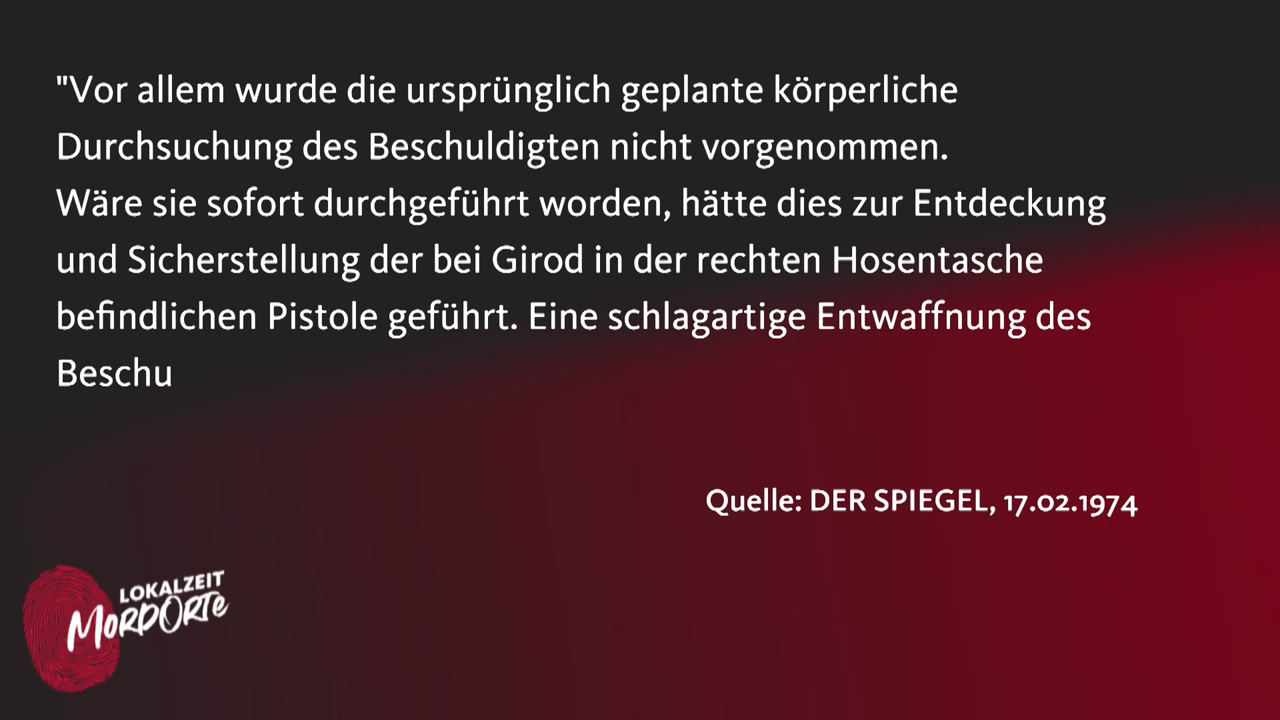 "Vor allem wurde die ursprünglich geplante körperliche
Durchsuchung des Beschuldigten nicht vorgenommen.
Wäre sie sofort durchgeführt worden, hätte dies zur Entdeckung
und Sicherstellung der bei Girod in der rechten Hosentasche
befindlichen Pistole geführt. Eine schlagartige Entwaffnung des
Beschu
Quelle: DER SPIEGEL, 17.02.1974
LOKALZEIT
MORDORTe